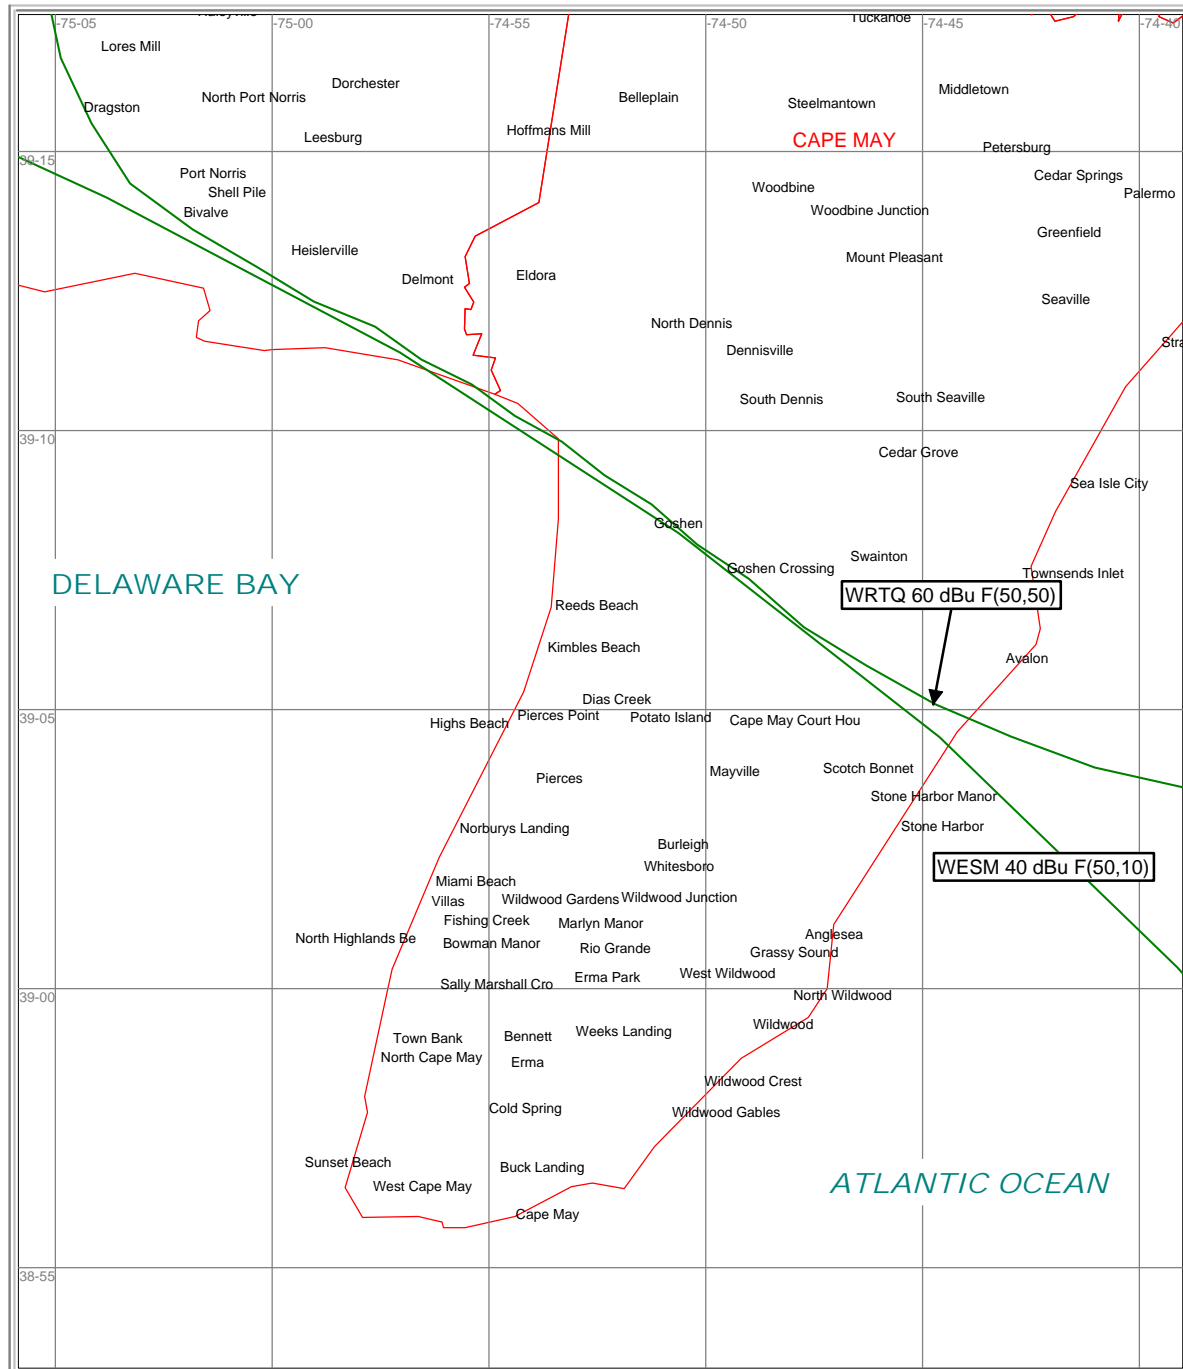 -75-05
-75-00
-74-55
-74-50
Tuckahoe
-74-45
-74-40
Lores Mill
Dorchester
North Port Norris
Dragston
Leesburg
Belleplain
Hoffmans Mill
Steelmantown
Middletown
CAPE MAY
Petersburg
39-15
Port Norris
Shell Pile
Bivalve
Woodbine
Cedar Springs
Palermo
Woodbine Junction
Greenfield
Heislerville
Mount Pleasant
Delmont
Eldora
Seaville
North Dennis
Dennisville
Stra
South Dennis
South Seaville
39-10
Cedar Grove
Sea Isle City
Goshen
Swainton
Goshen Crossing
Townsends Inlet
DELAWARE BAY
WRTQ 60 dBu F(50,50)
Reeds Beach
Kimbles Beach
Avalon
Dias Creek
39-05
Highs Beach
Pierces Point
Potato Island
Cape May Court Hou
Pierces
Mayville
Scotch Bonnet
Stone Harbor Manor
Norburys Landing
Stone Harbor
Burleigh
Whitesboro
WESM 40 dBu F(50,10)
Miami Beach
Villas
Wildwood Gardens
Wildwood Junction
Fishing Creek
Marlyn Manor
North Highlands Be
Bowman Manor
Rio Grande
Anglesea
Grassy Sound
Sally Marshall Cro
Erma Park
West Wildwood
39-00
North Wildwood
Town Bank
Bennett
Weeks Landing
Wildwood
North Cape May
Erma
Wildwood Crest
Cold Spring
Wildwood Gables
Sunset Beach
Buck Landing
West Cape May
ATLANTIC OCEAN
Cape May
38-55